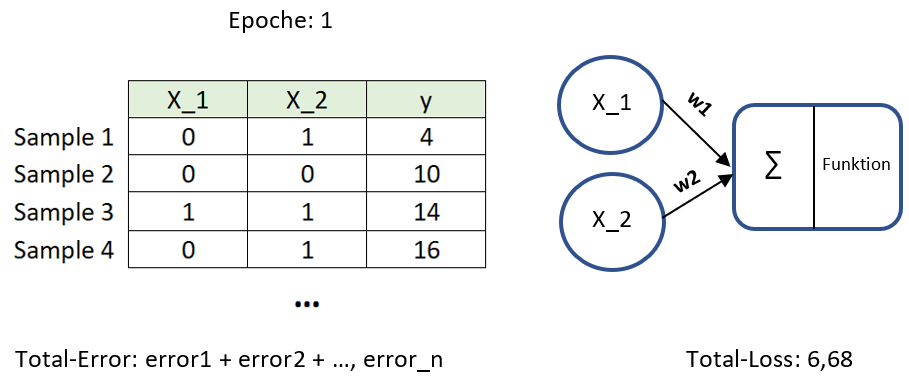 Epoche: 1
X_1 X_2 y
Sample 1 0 1 4
Sample 2 0 0 10
Sample 3 1 1 14
Sample 4 0 1 16
...
Total-Error: error1 + error2 + ..., error_n
X_1
w1
Σ Funktion
w2
X_2
Total-Loss: 6,68